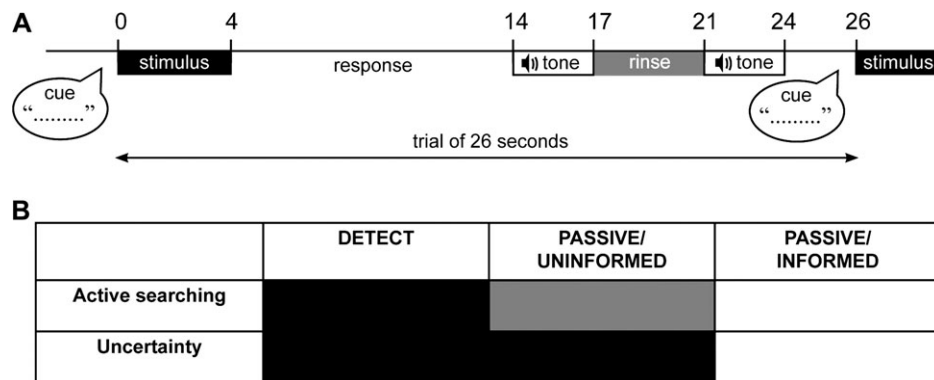 A
0 4 14 17 21 24 26
stimulus response tone rinse tone stimulus
cue
“.........”
cue
“.........”
trial of 26 seconds
B
DETECT PASSIVE/ UNINFORMED PASSIVE/ INFORMED
Active searching
Uncertainty